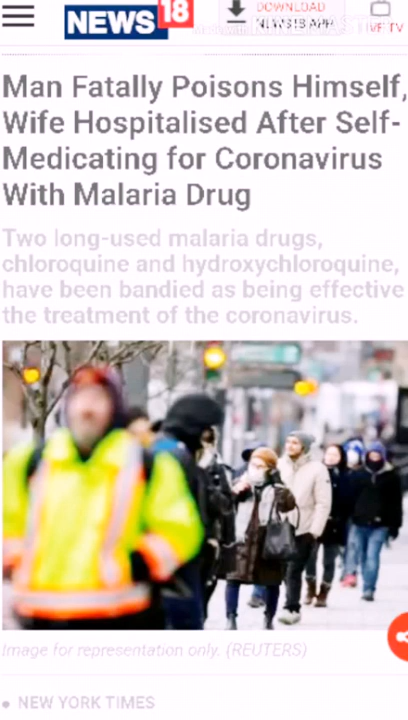 NEWS 18
DOWNLOAD
NEWS18 APP
LIVE TV
Man Fatally Poisons Himself,
Wife Hospitalised After Self-
Medicating for Coronavirus
With Malaria Drug
Two long-used malaria drugs,
chloroquine and hydroxychloroquine,
have been bandied as being effective
the treatment of the coronavirus.
Image for representation only. (REUTERS)
NEW YORK TIMES